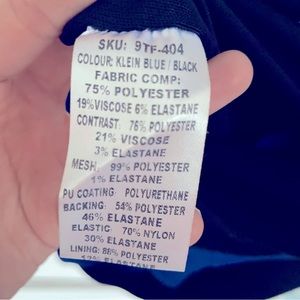 SKU: 9TF-404
COLOUR: KLEIN BLUE / BLACK
FABRIC COMP:
75% POLYESTER
19%VISCOSE 6% ELASTANE
CONTRAST: 76% POLYESTER
21% VISCOSE
3% ELASTANE
MESH: 99% POLYESTER
1% ELASTANE
PU COATING POLYURETHANE
BACKING: 54% POLYESTER
46% ELASTANE
ELASTIC: 70% NYLON
30% ELASTANE
LINING: 88% POLYESTER
12% ELASTANE